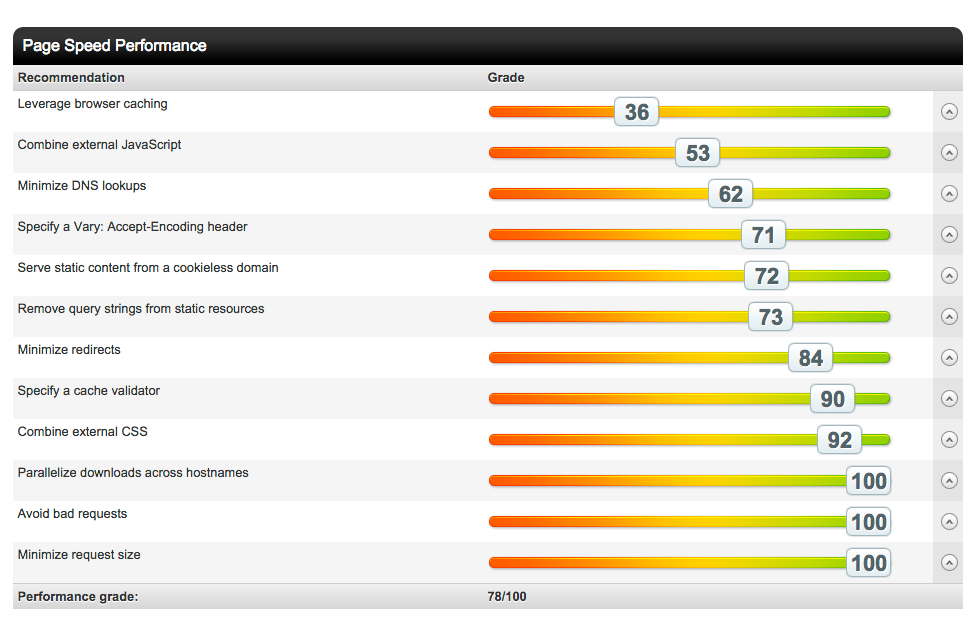 Page Speed Performance
Recommendation Grade
Leverage browser caching 36
Combine external JavaScript 53
Minimize DNS lookups 62
Specify a Vary: Accept-Encoding header 71
Serve static content from a cookieless domain 72
Remove query strings from static resources 73
Minimize redirects 84
Specify a cache validator 90
Combine external CSS 92
Parallelize downloads across hostnames 100
Avoid bad requests 100
Minimize request size 100
Performance grade: 78/100